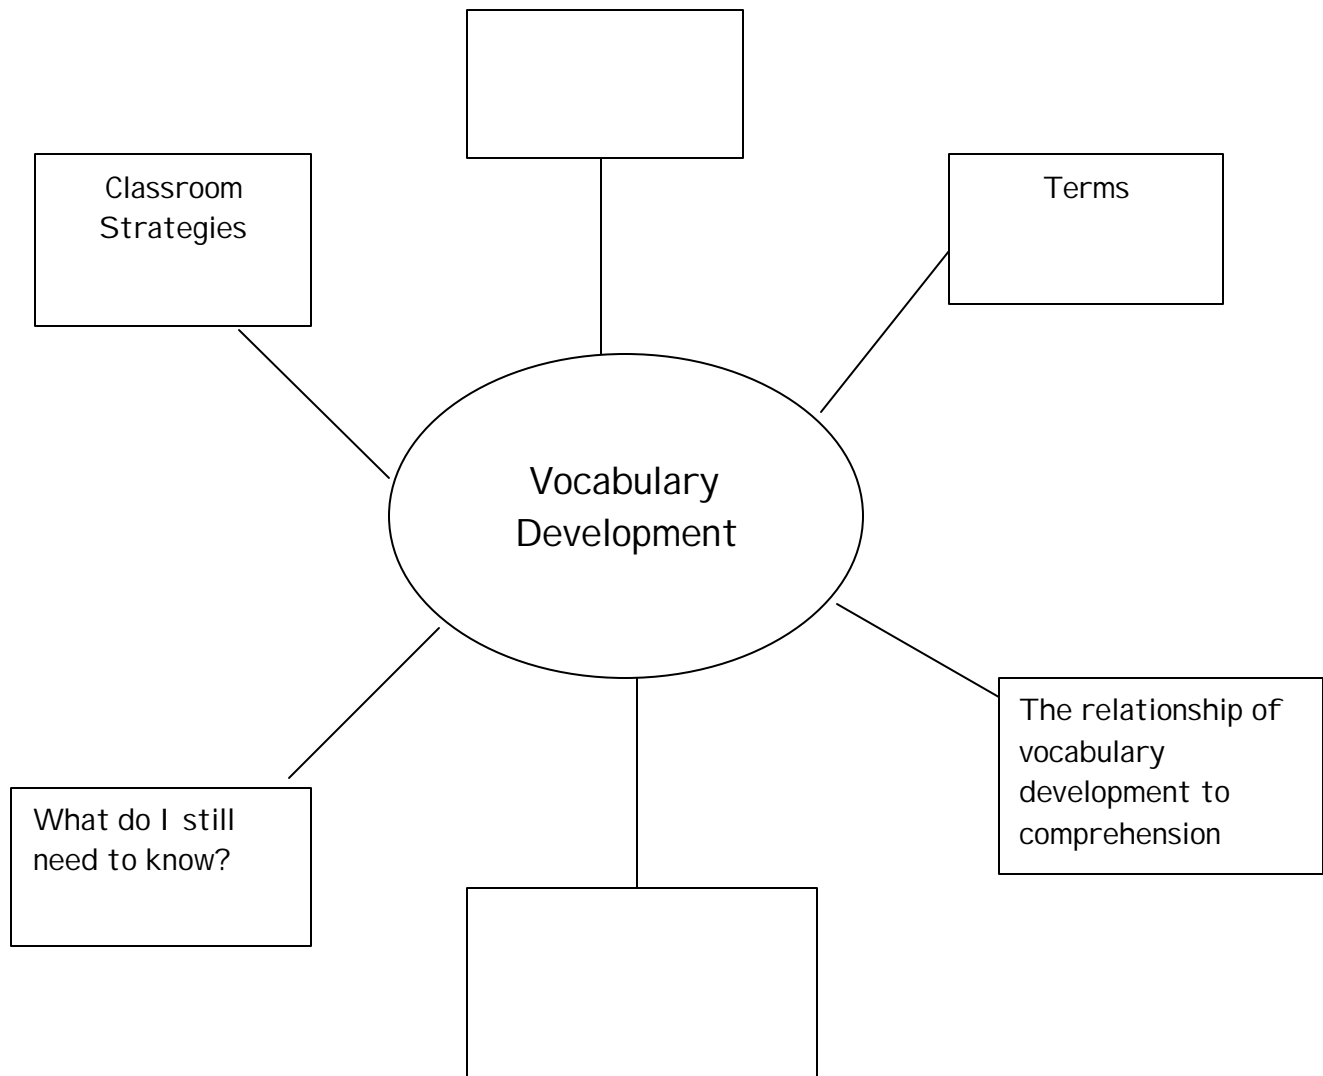 Classroom
Strategies
Terms
Vocabulary
Development
The relationship of
vocabulary
development to
comprehension
What do I still
need to know?